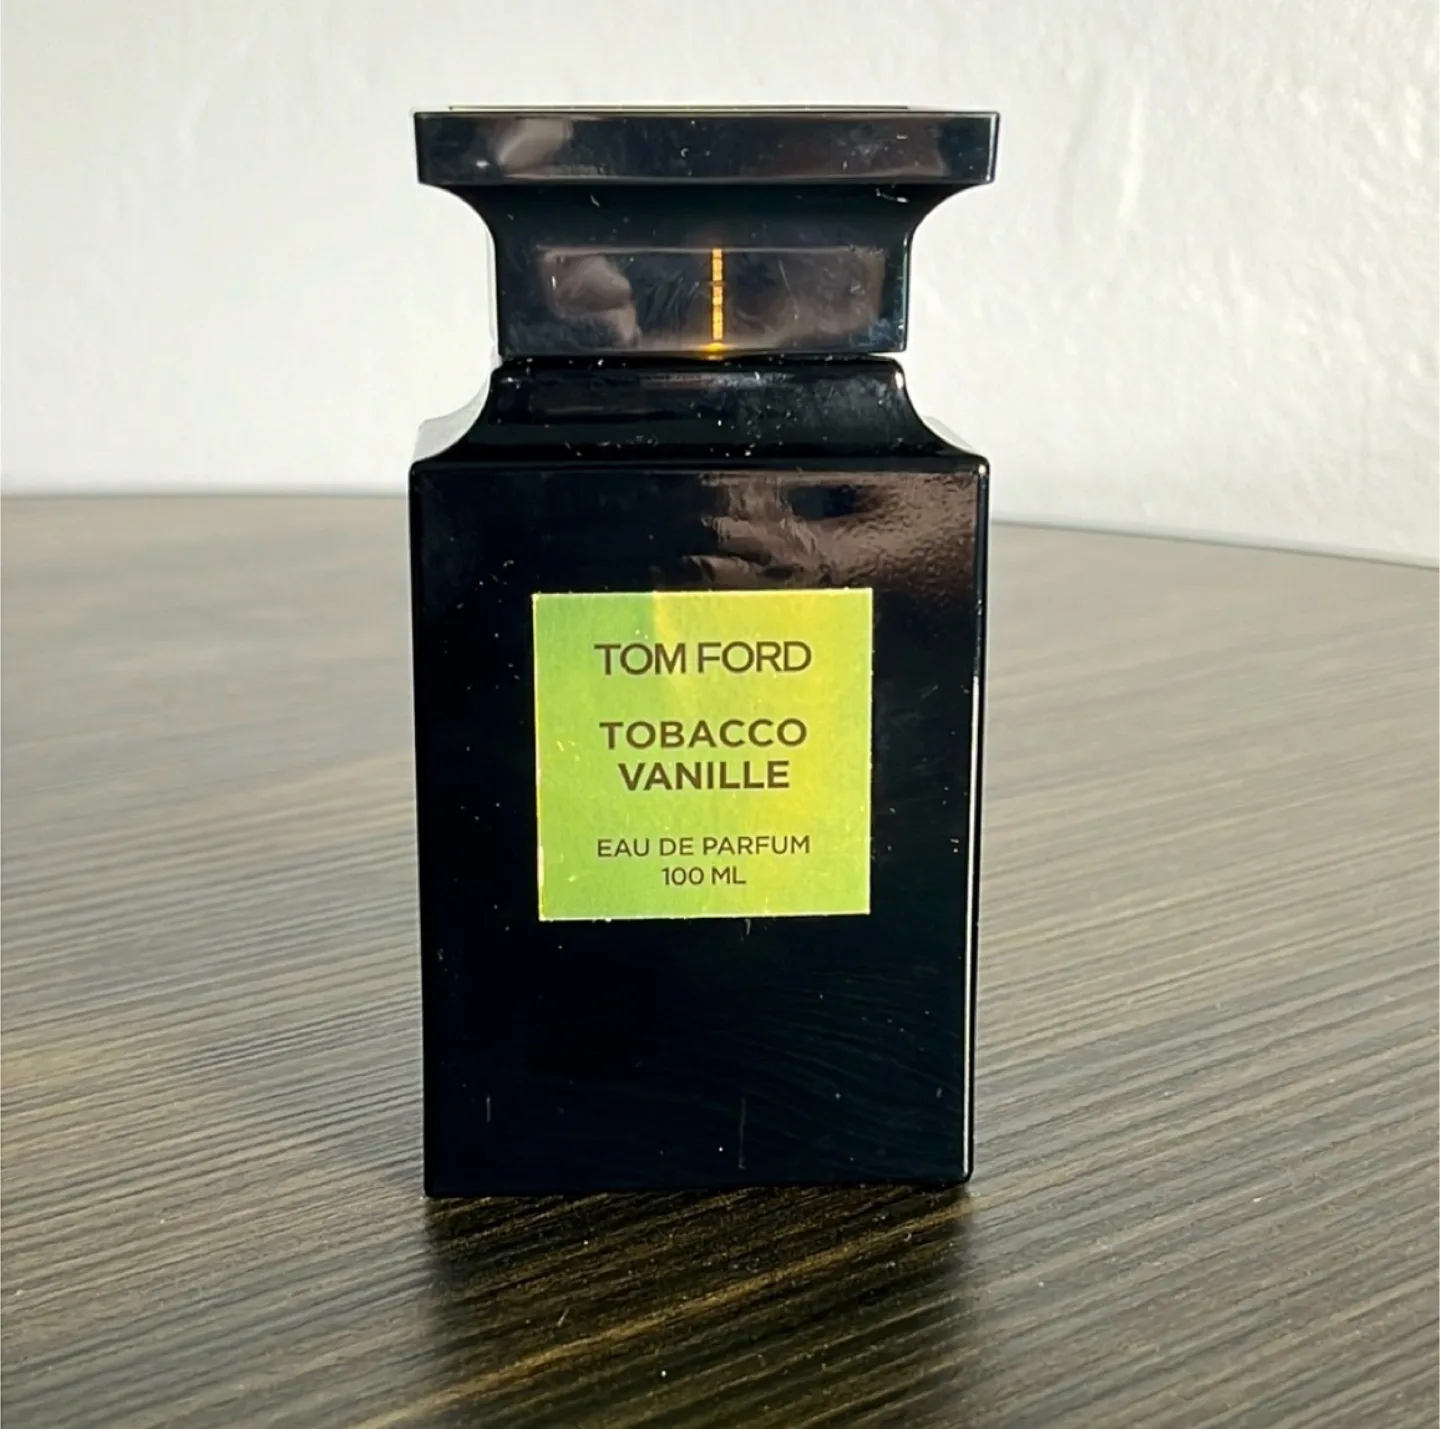 TOM FORD
TOBACCO
VANILLE
EAU DE PARFUM
100 ML